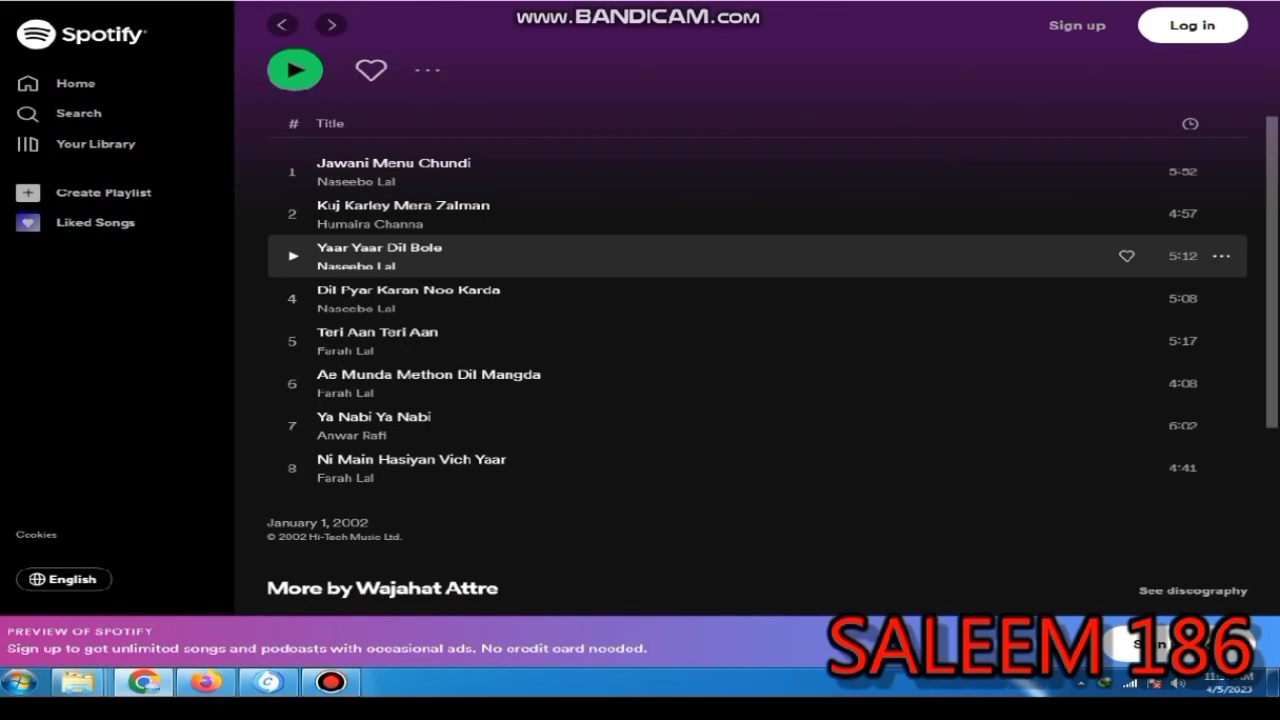 www.BANDICAM.com
Spotify
Sign up
Log in
Home
Search
Your Library
Create Playlist
Liked Songs
# Title
1 Jawani Menu Chundi 5:52
Naseebo Lal
2 Kuj Karley Mera Zalman 4:57
Humaira Channa
Yaar Yaar Dil Bole 5:12
Naseebo Lal
4 Dil Pyar Karan Noo Karda 5:08
Naseebo Lal
5 Teri Aan Teri Aan 5:17
Farah Lal
6 Ae Munda Methon Dil Mangda 4:08
Farah Lal
7 Ya Nabi Ya Nabi 6:02
Anwar Rafi
8 Ni Main Hasiyan Vich Yaar 4:41
Farah Lal
January 1, 2002
© 2002 Hi-Tech Music Ltd.
Cookies
English
More by Wajahat Attre
See discography
PREVIEW OF SPOTIFY
Sign up to get unlimited songs and podcasts with occasional ads. No credit card needed.
SALEEM 186
4/5/2023